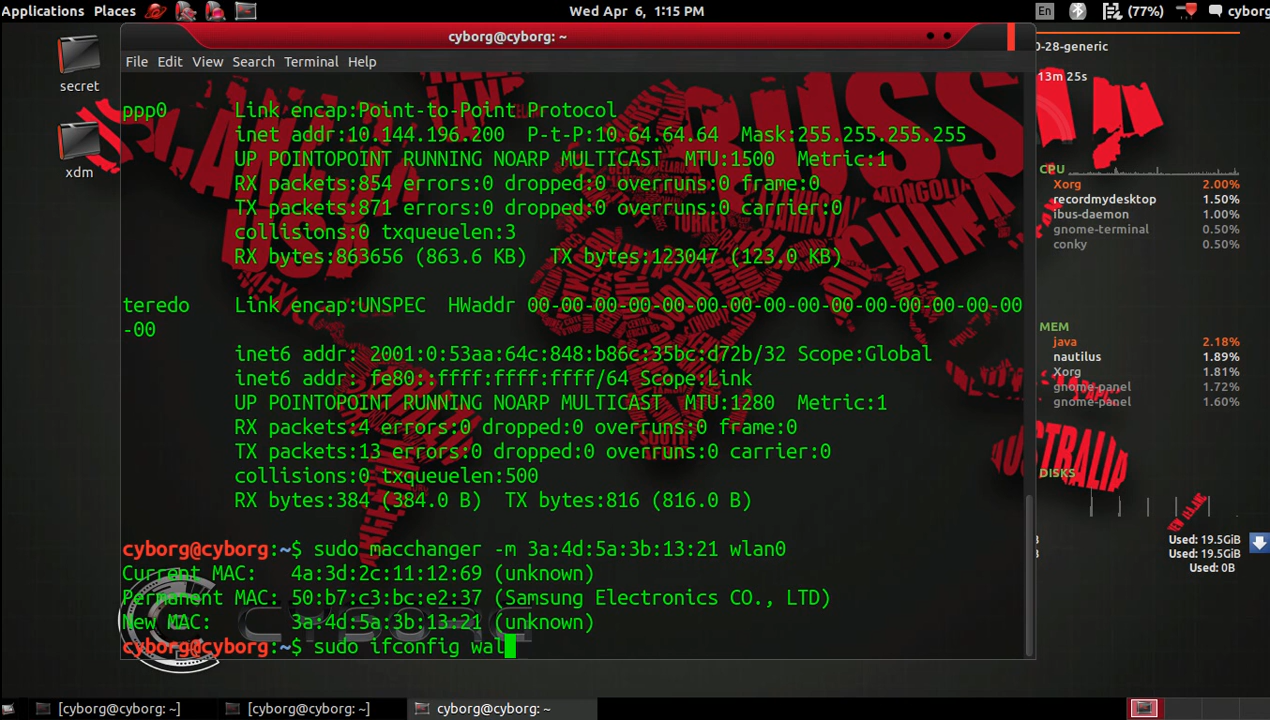 Applications Places Wed Apr 6, 1:15 PM En (77%) cyborg
cyborg@cyborg: ~
File Edit View Search Terminal Help
ppp0 Link encap:Point-to-Point Protocol
inet addr:10.144.196.200 P-t-P:10.64.64.64 Mask:255.255.255.255
UP POINTOPOINT RUNNING NOARP MULTICAST MTU:1500 Metric:1
RX packets:854 errors:0 dropped:0 overruns:0 frame:0
TX packets:871 errors:0 dropped:0 overruns:0 carrier:0
collisions:0 txqueuelen:3
RX bytes:863656 (863.6 KB) TX bytes:123047 (123.0 KB)
teredo Link encap:UNSPEC HWaddr 00-00-00-00-00-00-00-00-00-00-00-00-00-00-00
-00
inet6 addr: 2001:0:53aa:64c:848:b86c:35bc:d72b/32 Scope:Global
inet6 addr: fe80::ffff:ffff:ffff/64 Scope:Link
UP POINTOPOINT RUNNING NOARP MULTICAST MTU:1280 Metric:1
RX packets:4 errors:0 dropped:0 overruns:0 frame:0
TX packets:13 errors:0 dropped:0 overruns:0 carrier:0
collisions:0 txqueuelen:500
RX bytes:384 (384.0 B) TX bytes:816 (816.0 B)
cyborg@cyborg:~$ sudo macchanger -m 3a:4d:5a:3b:13:21 wlan0
Current MAC: 4a:3d:2c:11:12:69 (unknown)
Permanent MAC: 50:b7:c3:bc:e2:37 (Samsung Electronics CO., LTD)
New MAC: 3a:4d:5a:3b:13:21 (unknown)
cyborg@cyborg:~$ sudo ifconfig wal
secret
xdm
0-28-generic
13m 25s
CPU
Xorg 2.00%
recordmydesktop 1.50%
ibus-daemon 1.00%
gnome-terminal 0.50%
conky 0.50%
MEM
java 2.18%
nautilus 1.89%
Xorg 1.81%
gnome-panel 1.72%
gnome-panel 1.60%
DISKS
Used: 19.5GiB
Used: 19.5GiB
Used: 0B
RUSS
MONGOLIA
CHINA
USA
SOUTH
CYBORG
[cyborg@cyborg: ~] [cyborg@cyborg: ~] cyborg@cyborg: ~